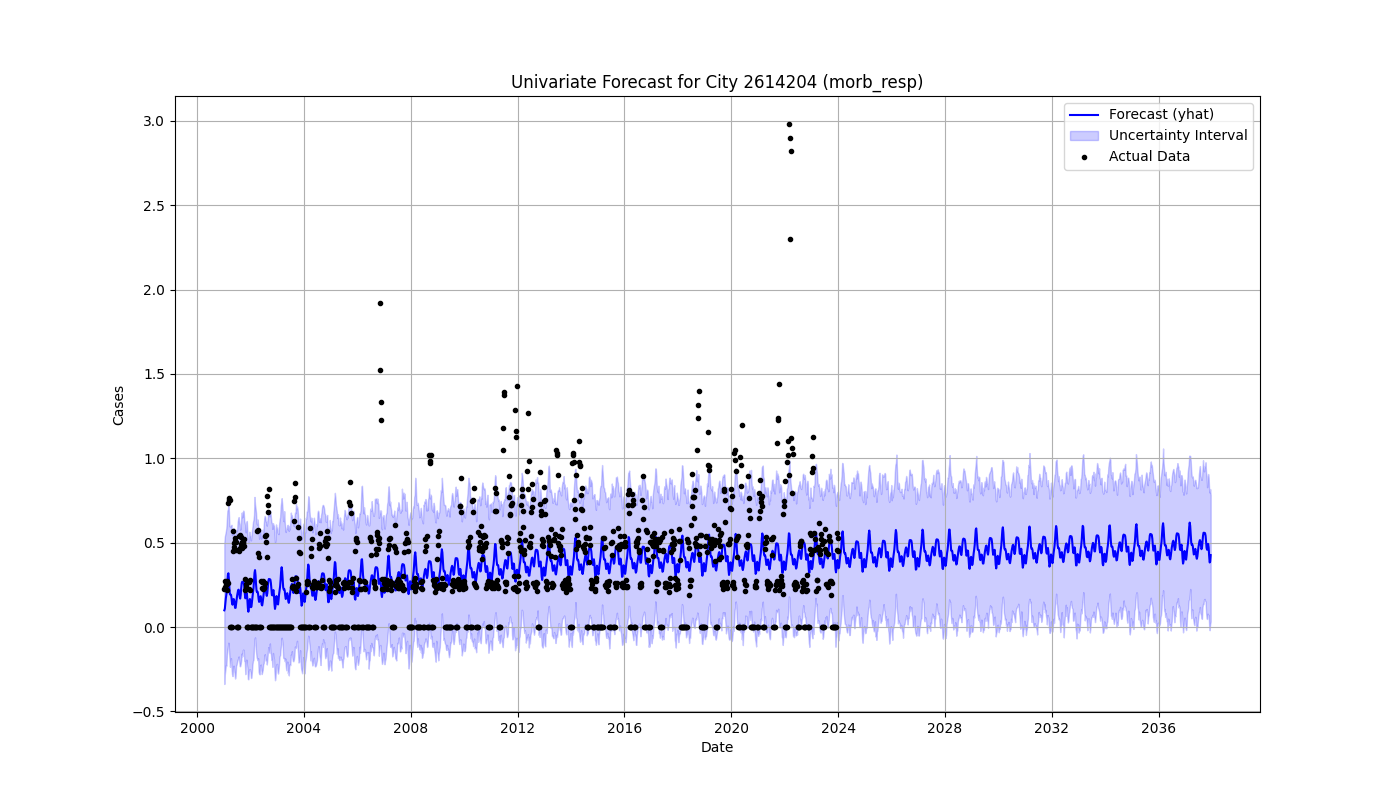 Univariate Forecast for City 2614204 (morb_resp)
Forecast (yhat)
Uncertainty Interval
Actual Data
Cases
3.0
2.5
2.0
1.5
1.0
0.5
0.0
−0.5
2000 2004 2008 2012 2016 2020 2024 2028 2032 2036
Date